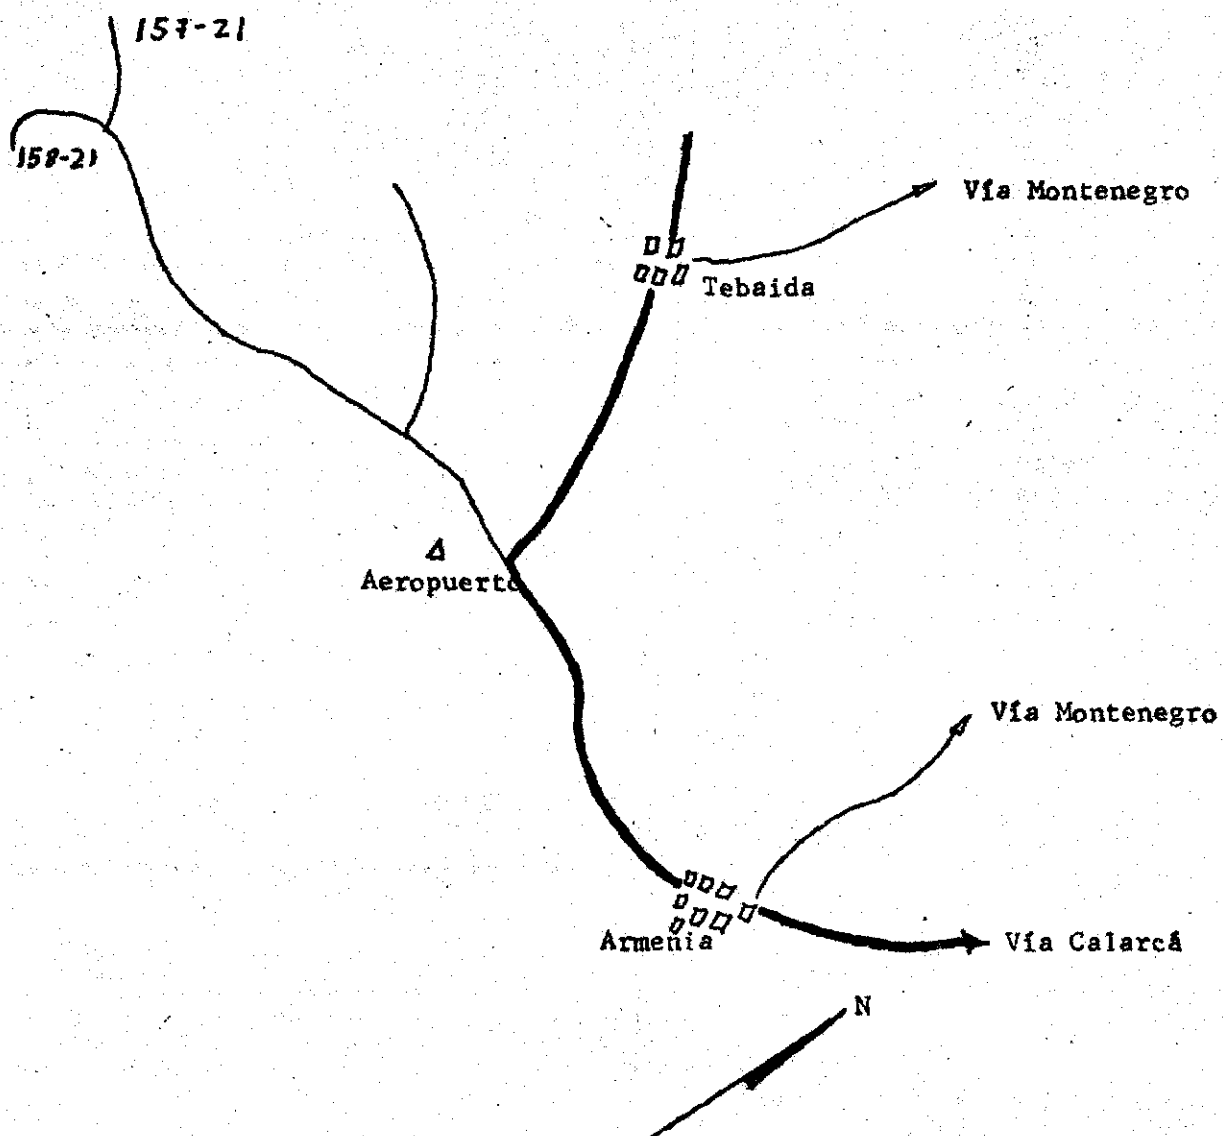 157-21
158-21
Vía Montenegro
Tebaida
Aeropuerto
Vía Montenegro
Armenia
Vía Calarcá
N